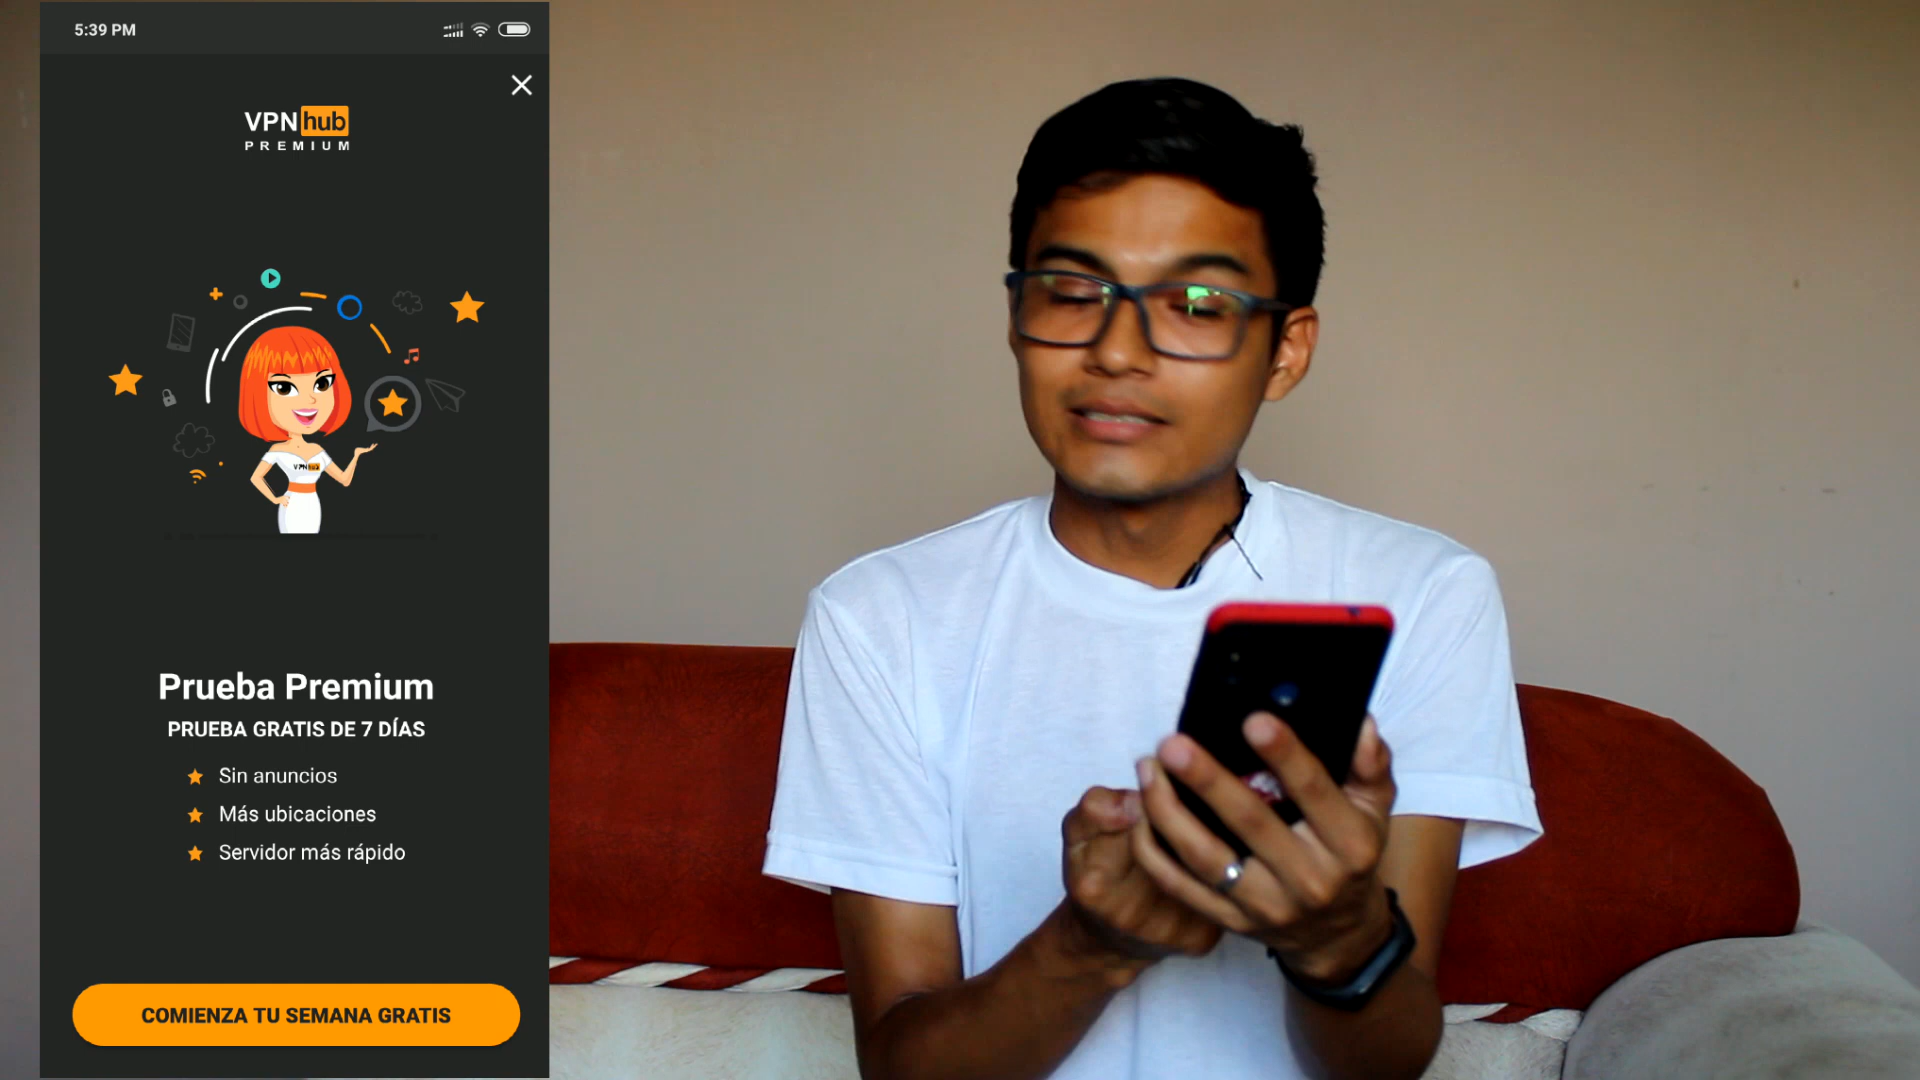 5:39 PM
VPNhub
PREMIUM
VPNhub
Prueba Premium
PRUEBA GRATIS DE 7 DÍAS
Sin anuncios
Más ubicaciones
Servidor más rápido
COMIENZA TU SEMANA GRATIS